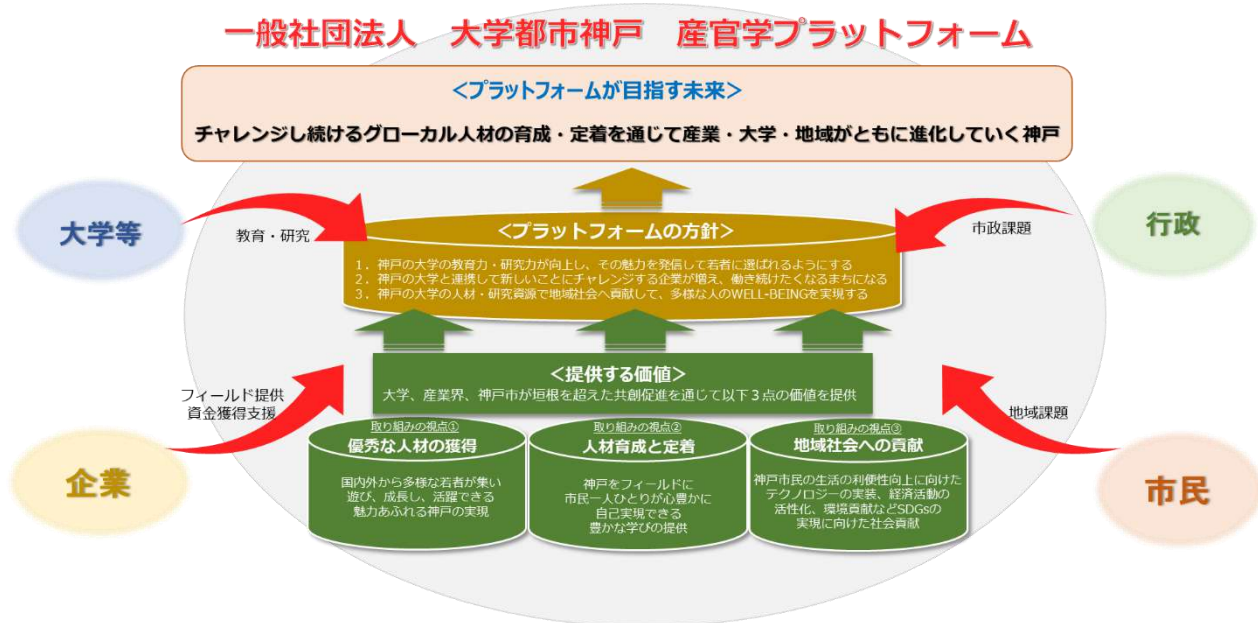 一般社団法人 大学都市神戸 産官学プラットフォーム
<プラットフォームが目指す未来>
チャレンジし続けるグローカル人材の育成・定着を通じて産業・大学・地域がともに進化していく神戸
大学等
教育・研究
行政
市政課題
<プラットフォームの方針>
1．神戸の大学の教育力・研究力が向上し、その魅力を発信して若者に選ばれるようにする
2．神戸の大学と連携して新しいことにチャレンジする企業が増え、働き続けたくなるまちになる
3．神戸の大学の人材・研究資源で地域社会へ貢献して、多様な人のWELL-BEINGを実現する
フィールド提供
資金獲得支援
企業
地域課題
市民
<提供する価値>
大学、産業界、神戸市が垣根を超えた共創促進を通じて以下３点の価値を提供
取り組みの視点①
優秀な人材の獲得
国内外から多様な若者が集い
遊び、成長し、活躍できる
魅力あふれる神戸の実現
取り組みの視点②
人材育成と定着
神戸をフィールドに
市民一人ひとりが心豊かに
自己実現できる
豊かな学びの提供
取り組みの視点③
地域社会への貢献
神戸市民の生活の利便性向上に向けた
テクノロジーの実装、経済活動の
活性化、環境貢献などSDGsの
実現に向けた社会貢献